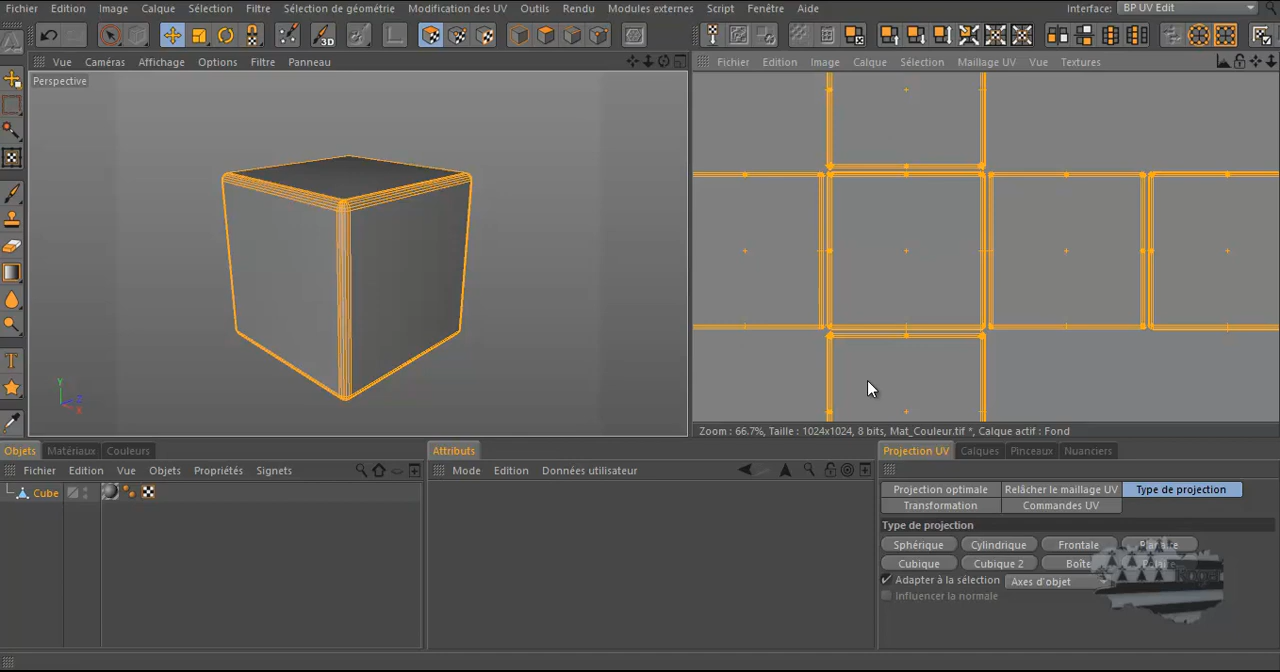 Fichier Edition Image Calque Sélection Filtre Sélection de géométrie Modification des UV Outils Rendu Modules externes Script Fenêtre Aide Interface: BP UV Edit
Vue Caméras Affichage Options Filtre Panneau
Fichier Edition Image Calque Sélection Maillage UV Vue Textures
Perspective
Y
Z
X
Zoom : 66.7%, Taille : 1024x1024, 8 bits, Mat_Couleur.tif *, Calque actif : Fond
Objets Matériaux Couleurs
Attributs
Projection UV Calques Pinceaux Nuanciers
Fichier Edition Vue Objets Propriétés Signets
Mode Edition Données utilisateur
Cube
Projection optimale Relâcher le maillage UV Type de projection
Transformation Commandes UV
Type de projection
Sphérique Cylindrique Frontale Planaire
Cubique Cubique 2 Boîte
Adapter à la sélection Axes d'objet
Influencer la normale